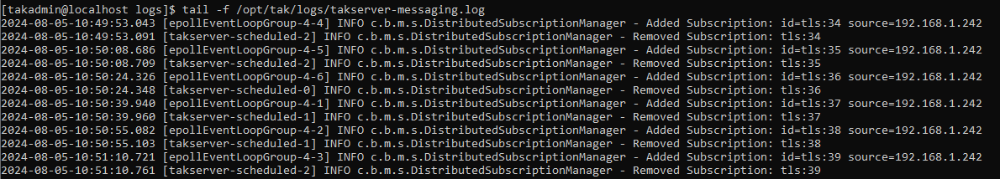 [takadmin@localhost logs]$ tail -f /opt/tak/logs/takserver-messaging.log
2024-08-05-10:49:53.043 [epollEventLoopGroup-4-4] INFO c.b.m.s.DistributedSubscriptionManager - Added Subscription: id=tls:34 source=192.168.1.242
2024-08-05-10:49:53.091 [takserver-scheduled-2] INFO c.b.m.s.DistributedSubscriptionManager - Removed Subscription: tls:34
2024-08-05-10:50:08.686 [epollEventLoopGroup-4-5] INFO c.b.m.s.DistributedSubscriptionManager - Added Subscription: id=tls:35 source=192.168.1.242
2024-08-05-10:50:08.709 [takserver-scheduled-2] INFO c.b.m.s.DistributedSubscriptionManager - Removed Subscription: tls:35
2024-08-05-10:50:24.326 [epollEventLoopGroup-4-6] INFO c.b.m.s.DistributedSubscriptionManager - Added Subscription: id=tls:36 source=192.168.1.242
2024-08-05-10:50:24.348 [takserver-scheduled-0] INFO c.b.m.s.DistributedSubscriptionManager - Removed Subscription: tls:36
2024-08-05-10:50:39.940 [epollEventLoopGroup-4-1] INFO c.b.m.s.DistributedSubscriptionManager - Added Subscription: id=tls:37 source=192.168.1.242
2024-08-05-10:50:39.960 [takserver-scheduled-1] INFO c.b.m.s.DistributedSubscriptionManager - Removed Subscription: tls:37
2024-08-05-10:50:55.082 [epollEventLoopGroup-4-2] INFO c.b.m.s.DistributedSubscriptionManager - Added Subscription: id=tls:38 source=192.168.1.242
2024-08-05-10:50:55.103 [takserver-scheduled-1] INFO c.b.m.s.DistributedSubscriptionManager - Removed Subscription: tls:38
2024-08-05-10:51:10.721 [epollEventLoopGroup-4-3] INFO c.b.m.s.DistributedSubscriptionManager - Added Subscription: id=tls:39 source=192.168.1.242
2024-08-05-10:51:10.761 [takserver-scheduled-2] INFO c.b.m.s.DistributedSubscriptionManager - Removed Subscription: tls:39